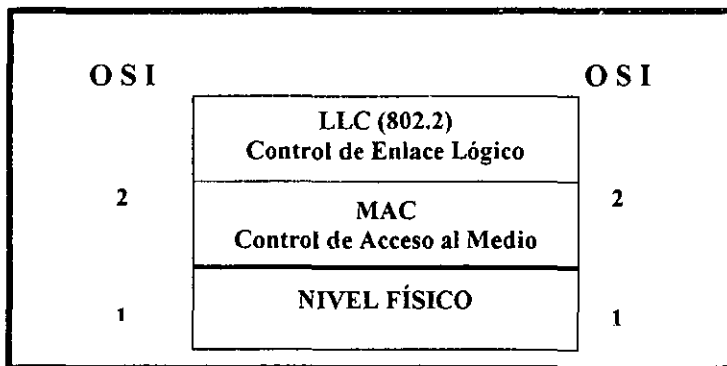 O S I O S I
LLC (802.2)
Control de Enlace Lógico
2 2
MAC
Control de Acceso al Medio
NIVEL FÍSICO
1 1